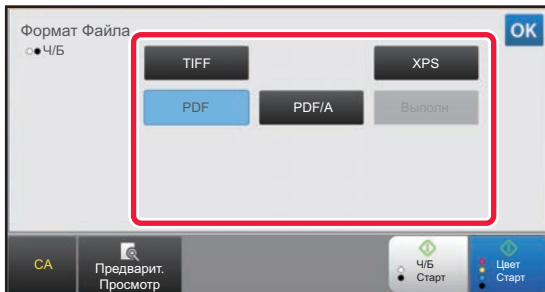 Формат Файла
OK
Ч/Б
TIFF
XPS
PDF
PDF/A
Выполн
CA
Предварит.
Просмотр
Ч/Б
Старт
Цвет
Старт